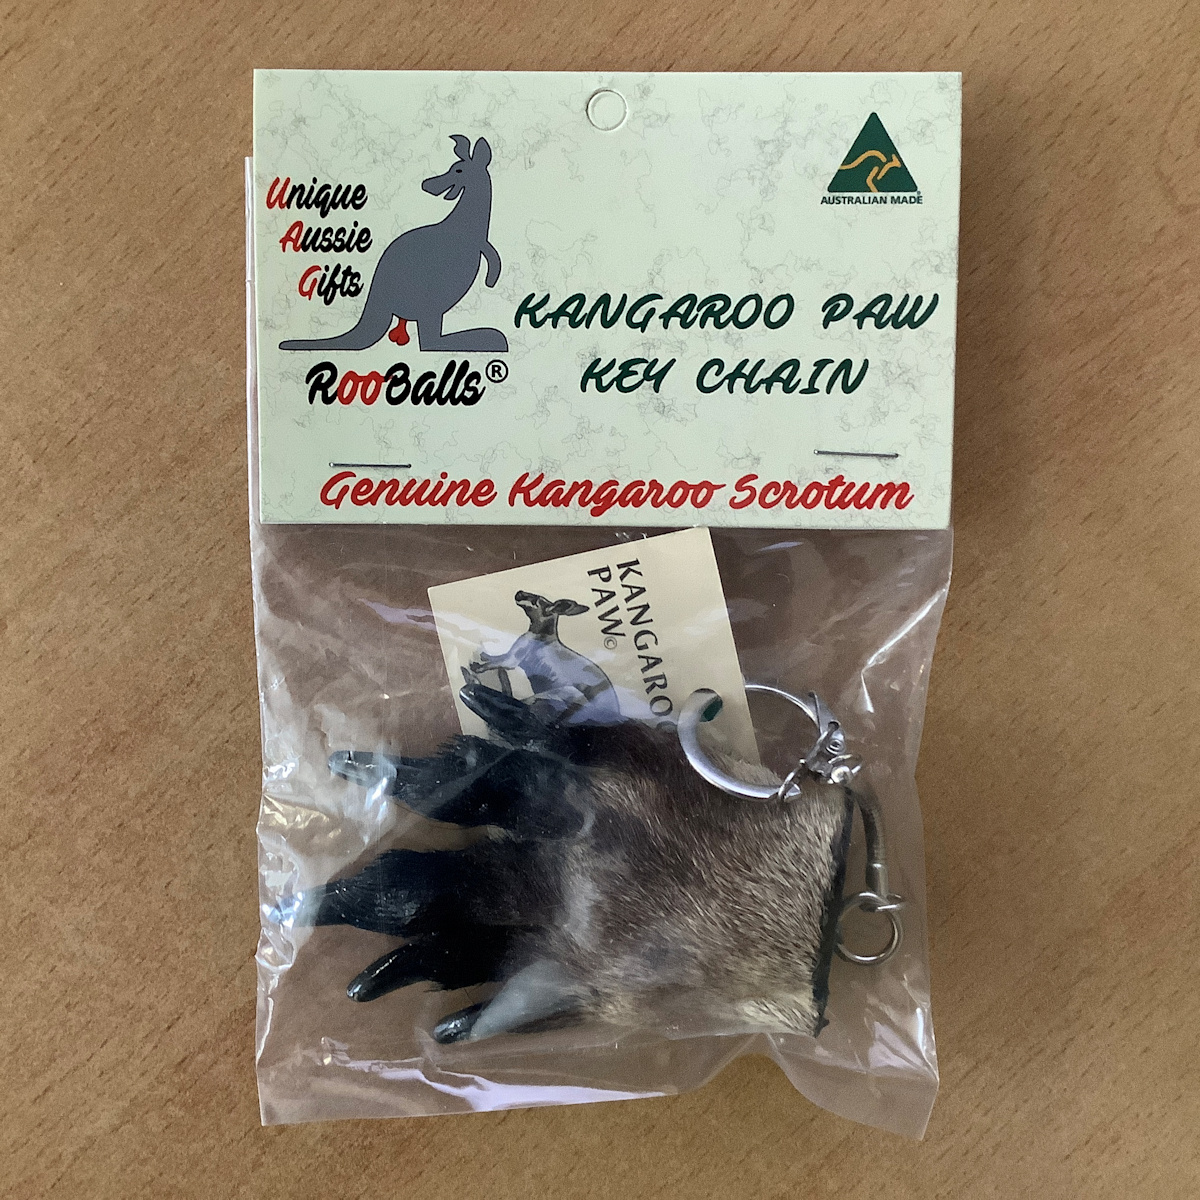 Unique
Aussie
Gifts
RooBalls®
AUSTRALIAN MADE
KANGAROO PAW
KEY CHAIN
Genuine Kangaroo Scrotum
KANGAROO
PAW©